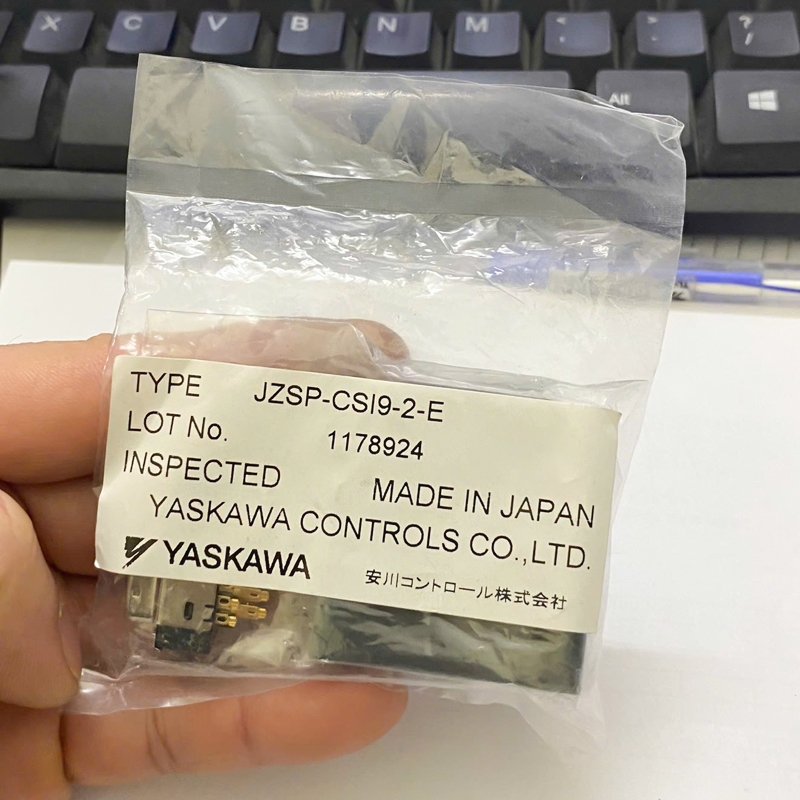 X C V B N M < , > . ? /
Alt
TYPE JZSP-CSI9-2-E
LOT No. 1178924
INSPECTED MADE IN JAPAN
YASKAWA CONTROLS CO.,LTD.
YASKAWA 安川コントロール株式会社